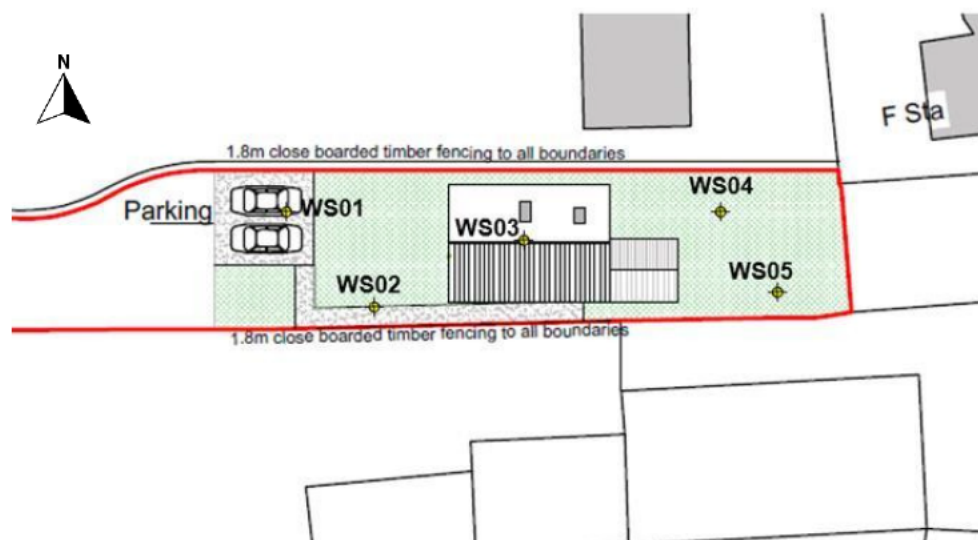 N
F Sta
1.8m close boarded timber fencing to all boundaries
WS04
Parking
WS01
WS03
WS05
WS02
1.8m close boarded timber fencing to all boundaries